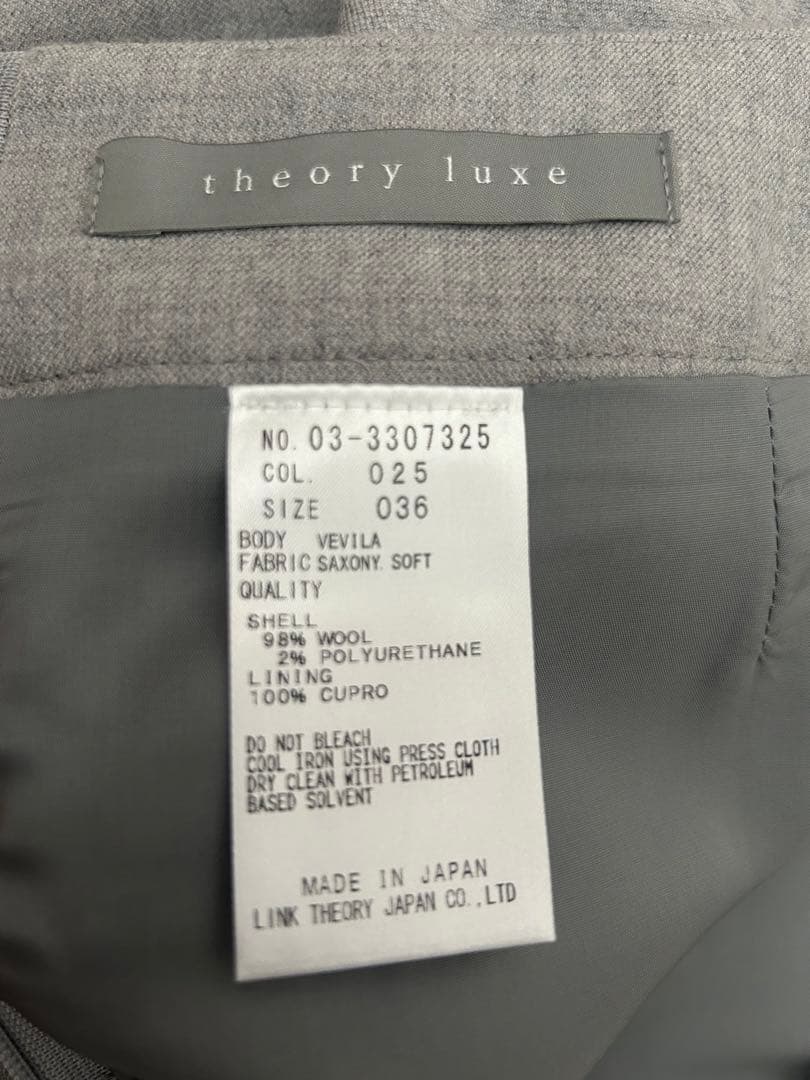 theory luxe
NO. 03-3307325
COL. 025
SIZE 036
BODY VEVILA
FABRIC SAXONY. SOFT
QUALITY
SHELL
98% WOOL
2% POLYURETHANE
LINING
100% CUPRO
DO NOT BLEACH
COOL IRON USING PRESS CLOTH
DRY CLEAN WITH PETROLEUM
BASED SOLVENT
MADE IN JAPAN
LINK THEORY JAPAN CO.,LTD